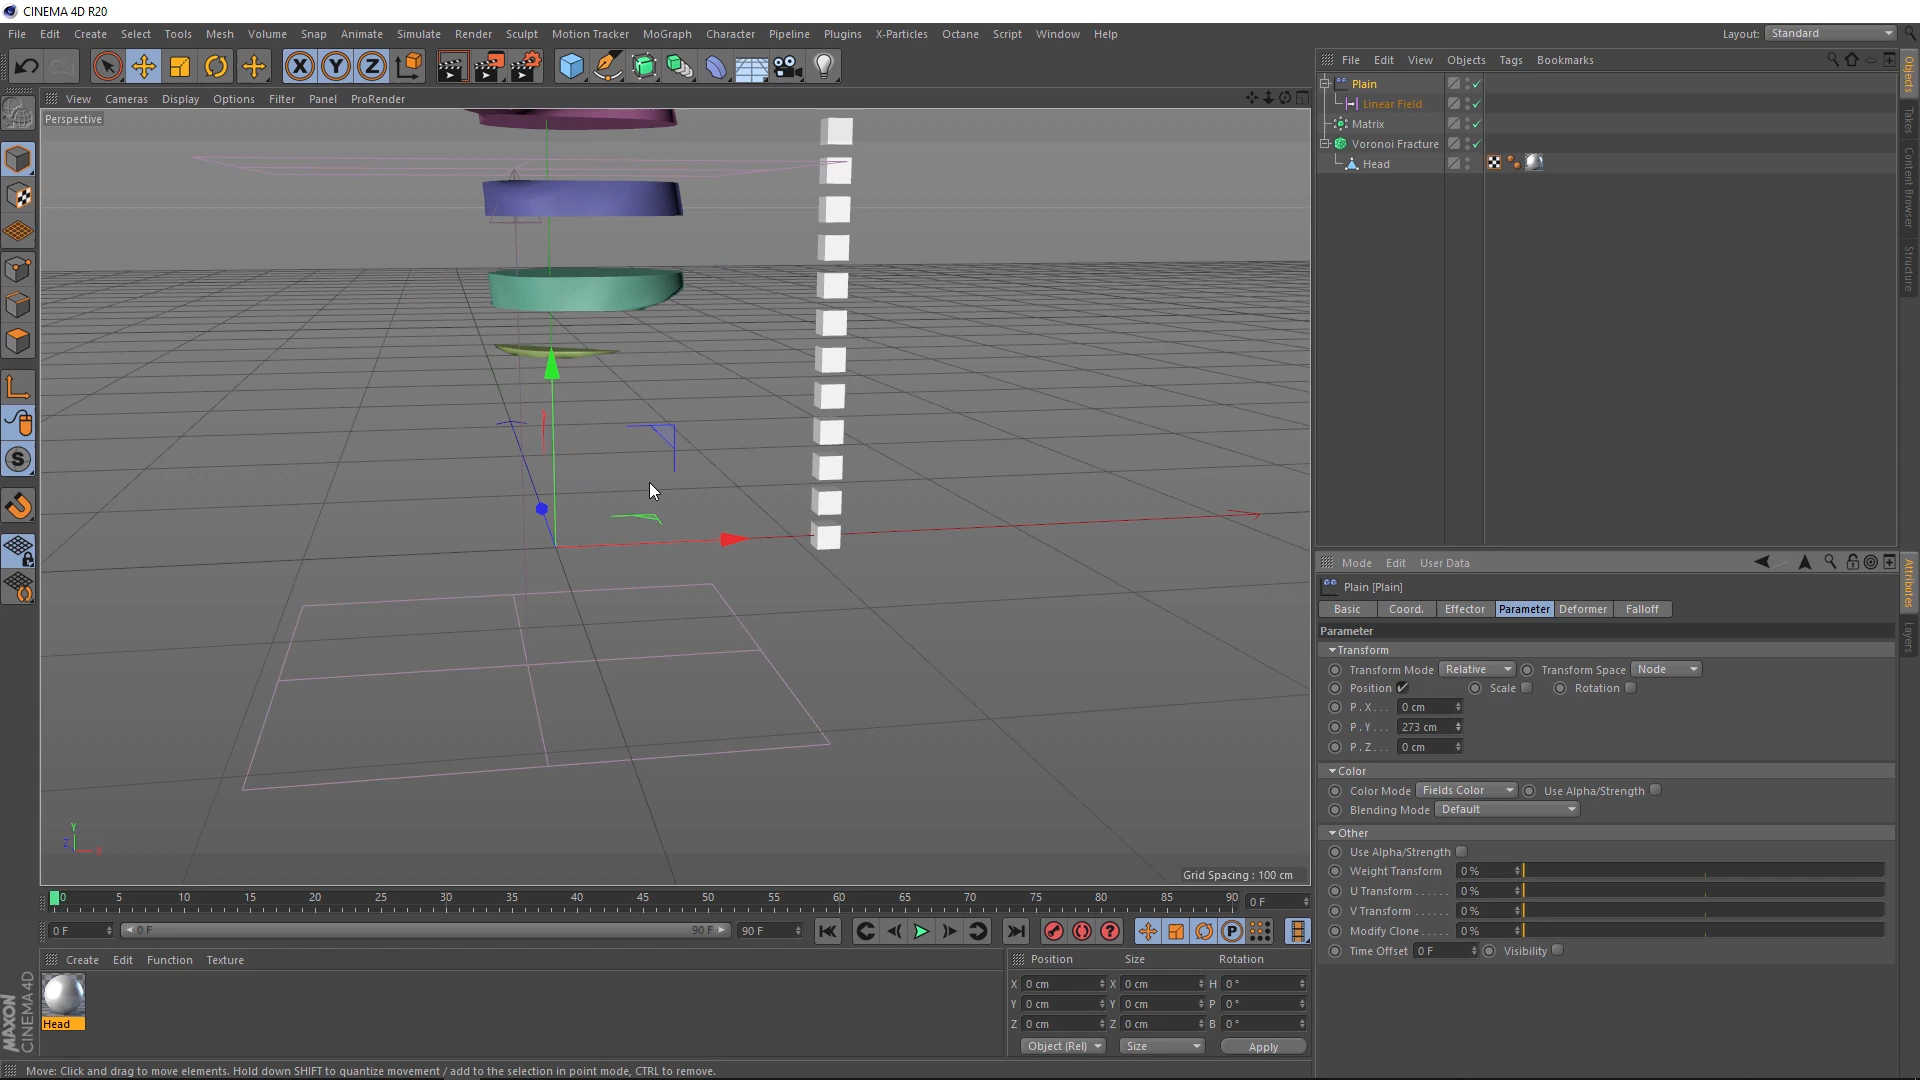 CINEMA 4D R20
File Edit Create Select Tools Mesh Volume Snap Animate Simulate Render Sculpt Motion Tracker MoGraph Character Pipeline Plugins X-Particles Octane Script Window Help
Layout: Standard
View Cameras Display Options Filter Panel ProRender
Perspective
Grid Spacing : 100 cm
Y
Z
X
0 5 10 15 20 25 30 35 40 45 50 55 60 65 70 75 80 85 90 0 F
0 F 0 F 90 F 90 F
Create Edit Function Texture
Head
MAXON
CINEMA 4D
Position Size Rotation
X 0 cm X 0 cm H 0 °
Y 0 cm Y 0 cm P 0 °
Z 0 cm Z 0 cm B 0 °
Object (Rel) Size Apply
Move: Click and drag to move elements. Hold down SHIFT to quantize movement / add to the selection in point mode, CTRL to remove.
File Edit View Objects Tags Bookmarks
Plain
Linear Field
Matrix
Voronoi Fracture
Head
Objects
Takes
Content Browser
Structure
Mode Edit User Data
Plain [Plain]
Basic Coord. Effector Parameter Deformer Falloff
Parameter
Transform
Transform Mode Relative Transform Space Node
Position Scale Rotation
P . X . . . 0 cm
P . Y . . . 273 cm
P . Z . . . 0 cm
Color
Color Mode Fields Color Use Alpha/Strength
Blending Mode Default
Other
Use Alpha/Strength
Weight Transform 0 %
U Transform . . . . . . 0 %
V Transform . . . . . . 0 %
Modify Clone . . . . . 0 %
Time Offset 0 F Visibility
Attributes
Layers